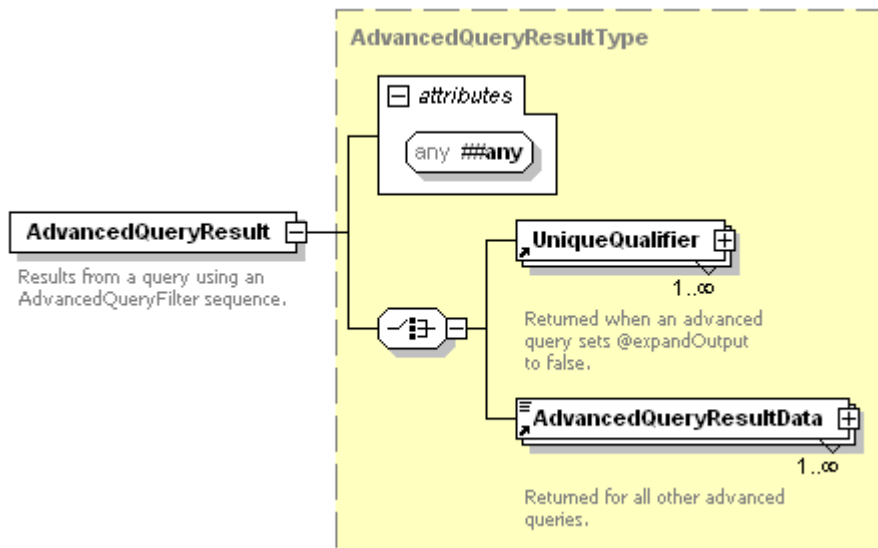 AdvancedQueryResultType
attributes
any ##any
AdvancedQueryResult
Results from a query using an
AdvancedQueryFilter sequence.
UniqueQualifier
1..∞
Returned when an advanced
query sets @expandOutput
to false.
AdvancedQueryResultData
1..∞
Returned for all other advanced
queries.